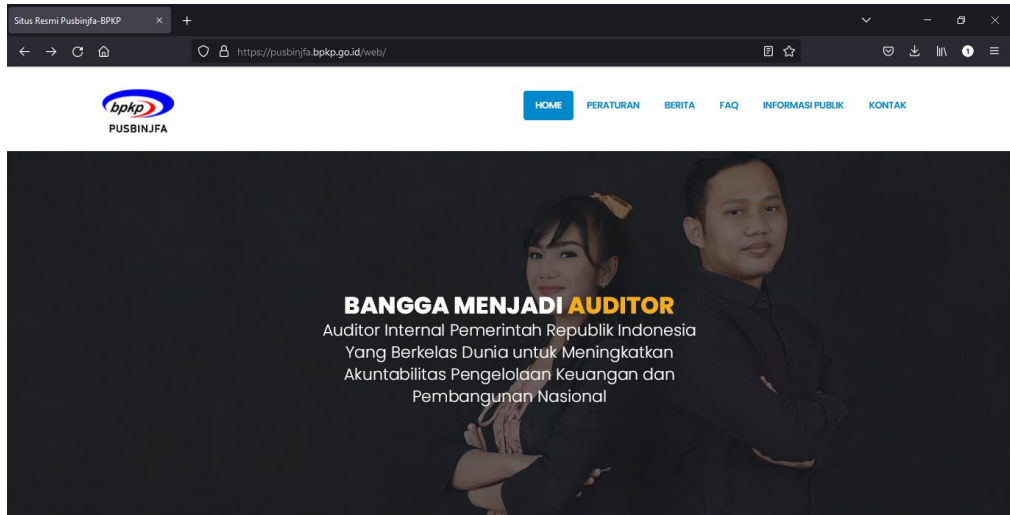 Situs Resmi Pusbinjfa-BPKP
https://pusbinjfa.bpkp.go.id/web/
1
bpkp
PUSBINJFA
HOME PERATURAN BERITA FAQ INFORMASI PUBLIK KONTAK
BANGGA MENJADI AUDITOR
Auditor Internal Pemerintah Republik Indonesia
Yang Berkelas Dunia untuk Meningkatkan
Akuntabilitas Pengelolaan Keuangan dan
Pembangunan Nasional